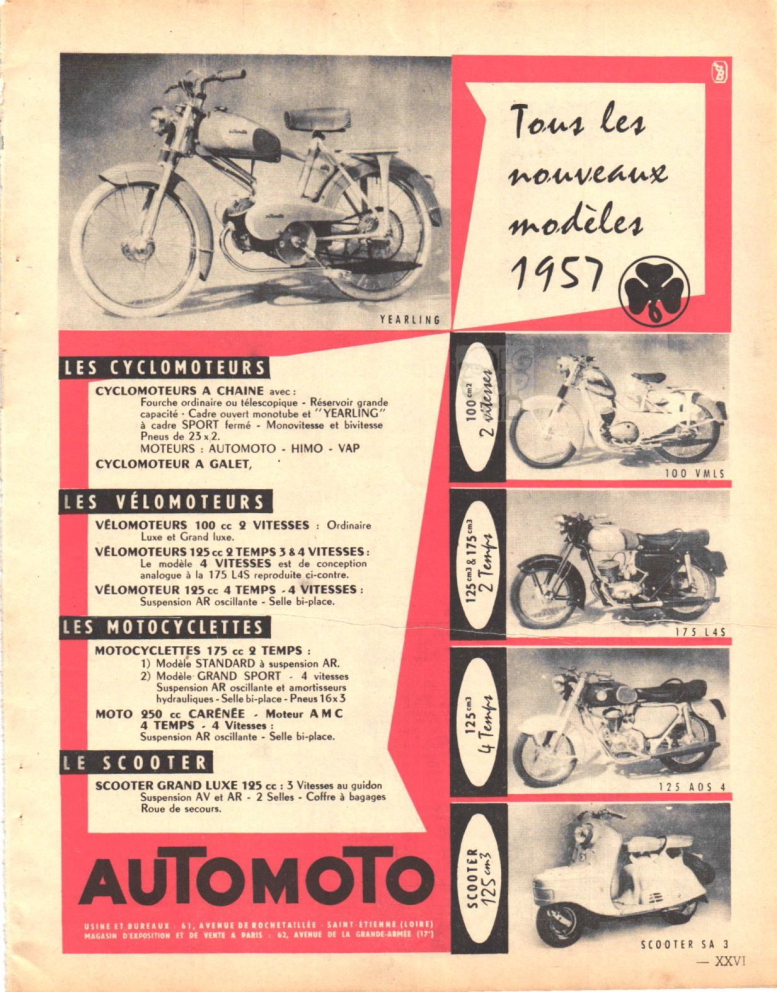 Tous les
nouveaux
modèles
1957
YEARLING
LES CYCLOMOTEURS
CYCLOMOTEURS A CHAINE avec :
Fourche ordinaire ou télescopique - Réservoir grande
capacité - Cadre ouvert monotube et "YEARLING"
à cadre SPORT fermé - Monovitesse et bivitesse
Pneus de 23 x 2.
MOTEURS : AUTOMOTO - HIMO - VAP
CYCLOMOTEUR A GALET,
LES VÉLOMOTEURS
VÉLOMOTEURS 100 cc 2 VITESSES : Ordinaire
Luxe et Grand luxe.
VÉLOMOTEURS 125 cc 2 TEMPS 3 & 4 VITESSES :
Le modèle 4 VITESSES est de conception
analogue à la 175 L4S reproduite ci-contre.
VÉLOMOTEUR 125 cc 4 TEMPS - 4 VITESSES :
Suspension AR oscillante - Selle bi-place.
LES MOTOCYCLETTES
MOTOCYCLETTES 175 cc 2 TEMPS :
1) Modèle STANDARD à suspension AR.
2) Modèle GRAND SPORT - 4 vitesses
Suspension AR oscillante et amortisseurs
hydrauliques - Selle bi-place - Pneus 16 x 3
MOTO 250 cc CARÉNÉE - Moteur A M C
4 TEMPS - 4 Vitesses :
Suspension AR oscillante - Selle bi-place.
LE SCOOTER
SCOOTER GRAND LUXE 125 cc : 3 Vitesses au guidon
Suspension AV et AR - 2 Selles - Coffre à bagages
Roue de secours.
100 cm2
2 vitesses
100 VMLS
125 cm3 & 175 cm3
2 Temps
175 L4S
125 cm3
4 Temps
125 AOS 4
SCOOTER
125 cm3
SCOOTER SA 3
AUTOMOTO
USINE ET BUREAUX : 61, AVENUE DE ROCHETAILLÉE - SAINT-ÉTIENNE (LOIRE)
MAGASIN D'EXPOSITION ET DE VENTE A PARIS : 63, AVENUE DE LA GRANDE-ARMÉE (17e)
— XXVI